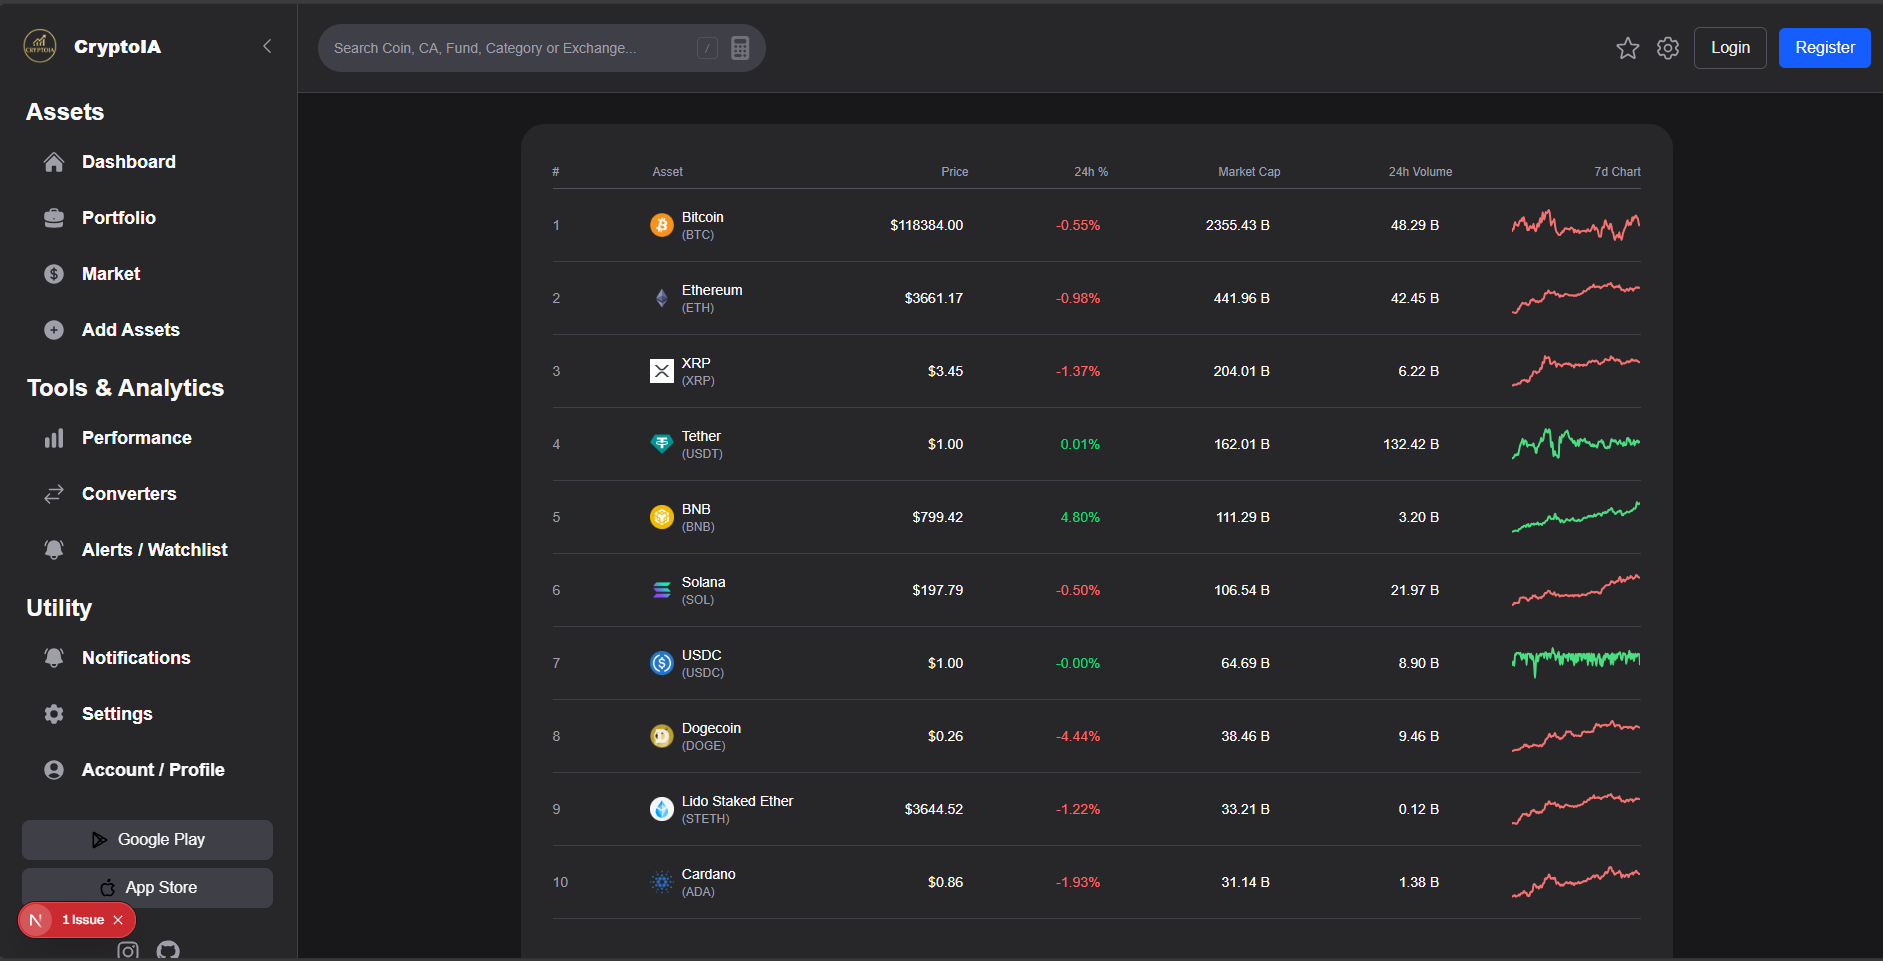 CRYPTOIA
CryptoIA
Assets
Dashboard
Portfolio
Market
Add Assets
Tools & Analytics
Performance
Converters
Alerts / Watchlist
Utility
Notifications
Settings
Account / Profile
Google Play
App Store
N 1 Issue
Search Coin, CA, Fund, Category or Exchange... /
Login Register
# Asset Price 24h % Market Cap 24h Volume 7d Chart
1 Bitcoin (BTC) $118384.00 -0.55% 2355.43 B 48.29 B
2 Ethereum (ETH) $3661.17 -0.98% 441.96 B 42.45 B
3 XRP (XRP) $3.45 -1.37% 204.01 B 6.22 B
4 Tether (USDT) $1.00 0.01% 162.01 B 132.42 B
5 BNB (BNB) $799.42 4.80% 111.29 B 3.20 B
6 Solana (SOL) $197.79 -0.50% 106.54 B 21.97 B
7 USDC (USDC) $1.00 -0.00% 64.69 B 8.90 B
8 Dogecoin (DOGE) $0.26 -4.44% 38.46 B 9.46 B
9 Lido Staked Ether (STETH) $3644.52 -1.22% 33.21 B 0.12 B
10 Cardano (ADA) $0.86 -1.93% 31.14 B 1.38 B